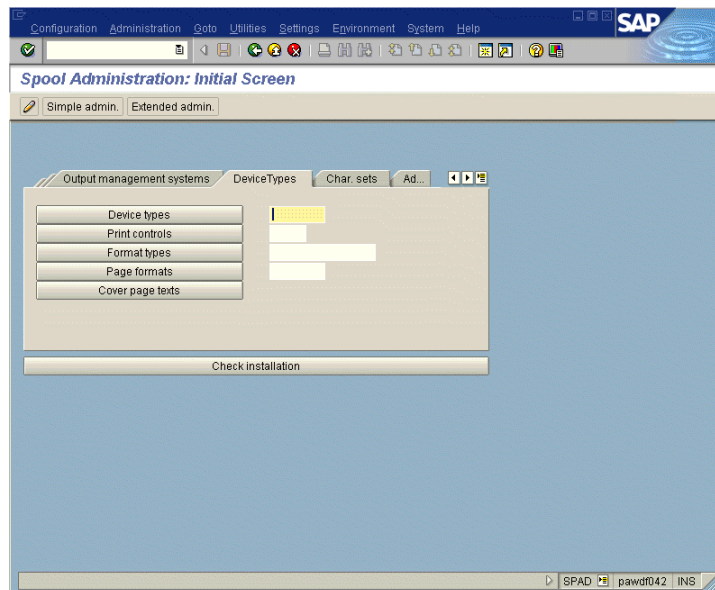 Configuration Administration Goto Utilities Settings Environment System Help
SAP
Spool Administration: Initial Screen
Simple admin. Extended admin.
Output management systems DeviceTypes Char. sets Ad...
Device types
Print controls
Format types
Page formats
Cover page texts
Check installation
SPAD pawdf042 INS